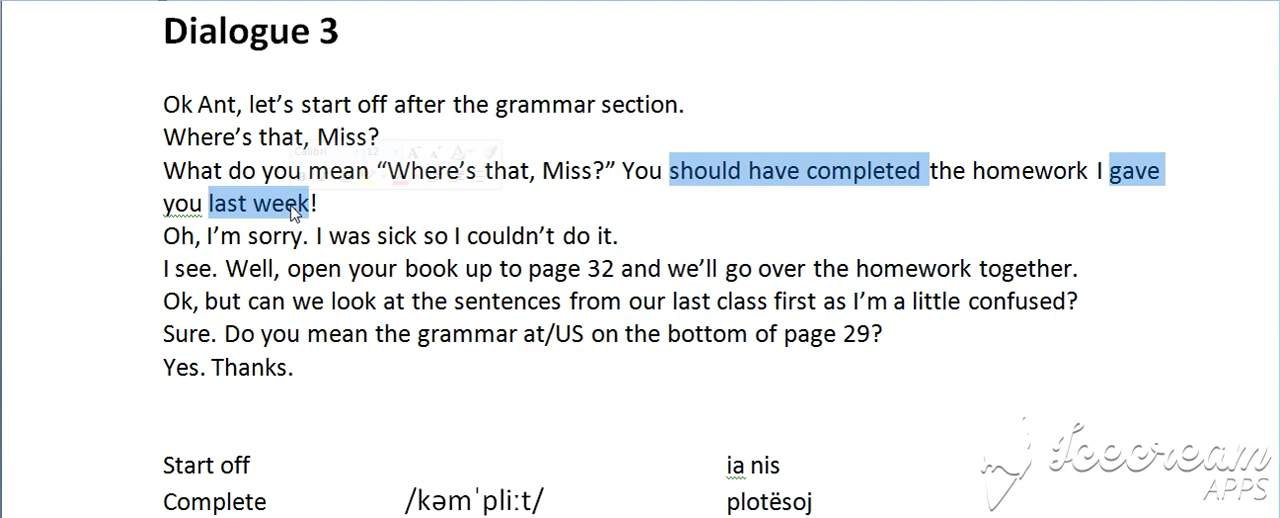 Dialogue 3
Ok Ant, let’s start off after the grammar section.
Where’s that, Miss?
What do you mean “Where’s that, Miss?” You should have completed the homework I gave
you last week!
Oh, I’m sorry. I was sick so I couldn’t do it.
I see. Well, open your book up to page 32 and we’ll go over the homework together.
Ok, but can we look at the sentences from our last class first as I’m a little confused?
Sure. Do you mean the grammar at/US on the bottom of page 29?
Yes. Thanks.
Start off ia nis
Complete /kəmˈpliːt/ plotësoj
Icecream
APPS